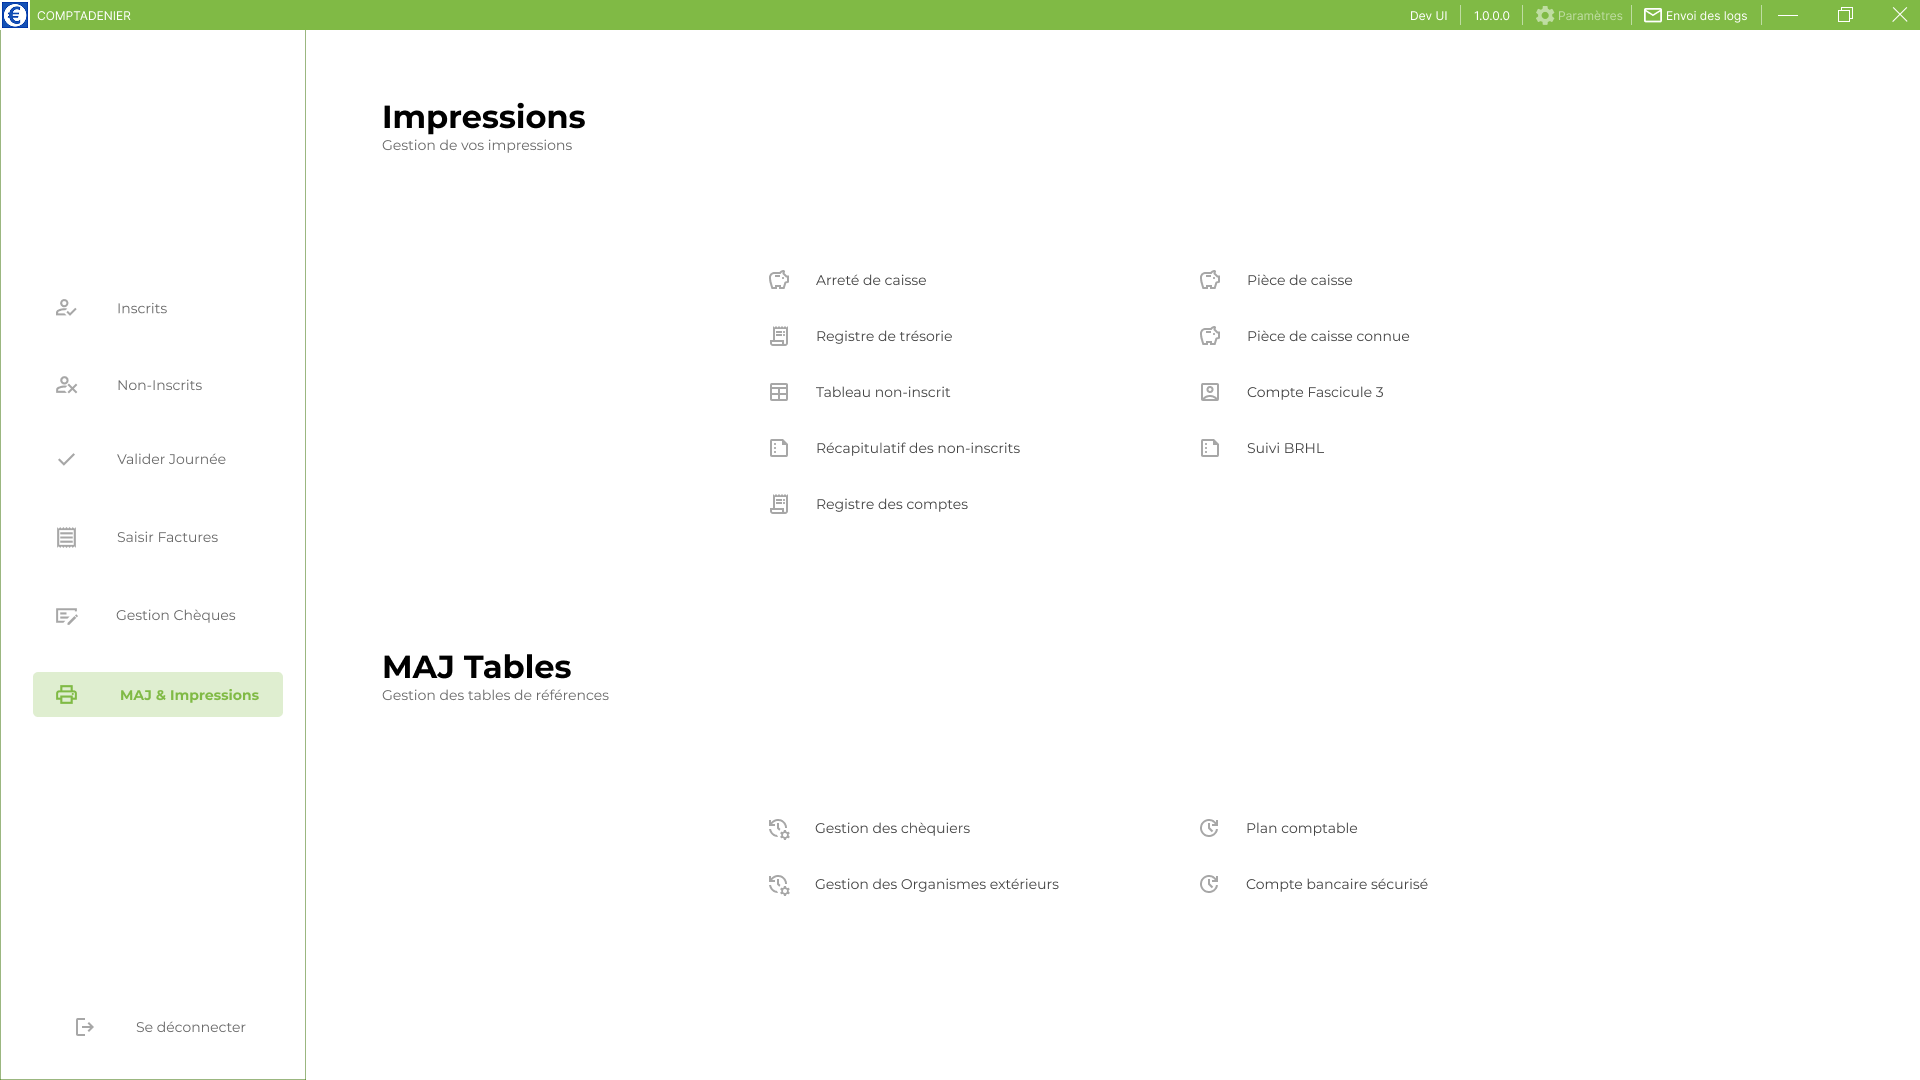 COMPTADENIER
Dev UI
1.0.0.0
Paramètres
Envoi des logs
Inscrits
Non-Inscrits
Valider Journée
Saisir Factures
Gestion Chèques
MAJ & Impressions
Se déconnecter
Impressions
Gestion de vos impressions
Arreté de caisse
Pièce de caisse
Registre de trésorie
Pièce de caisse connue
Tableau non-inscrit
Compte Fascicule 3
Récapitulatif des non-inscrits
Suivi BRHL
Registre des comptes
MAJ Tables
Gestion des tables de références
Gestion des chèquiers
Plan comptable
Gestion des Organismes extérieurs
Compte bancaire sécurisé